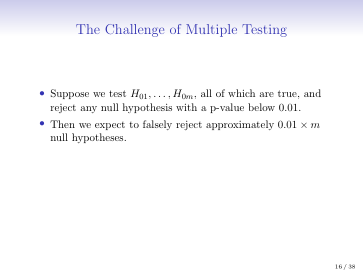 The Challenge of Multiple Testing
• Suppose we test H₀₁, . . . , H₀ₘ, all of which are true, and
reject any null hypothesis with a p-value below 0.01.
• Then we expect to falsely reject approximately 0.01 × m
null hypotheses.
16 / 38